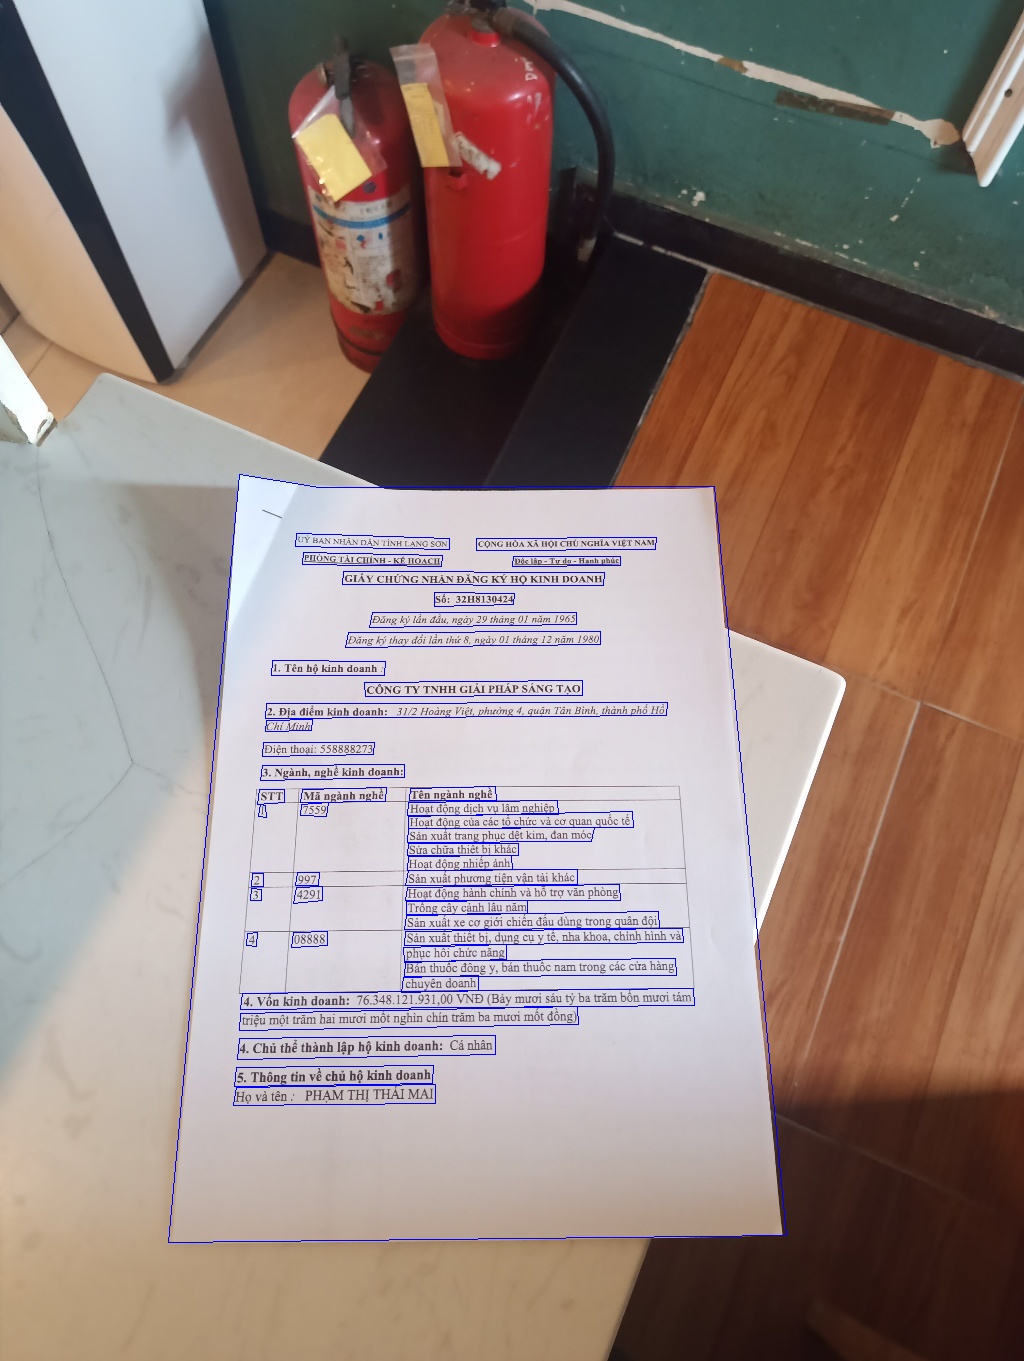 UỶ BAN NHÂN DÂN TỈNH LẠNG SƠN
CỘNG HÒA XÃ HỘI CHỦ NGHĨA VIỆT NAM
PHÒNG TÀI CHÍNH - KẾ HOẠCH
Độc lập - Tự do - Hạnh phúc
GIẤY CHỨNG NHẬN ĐĂNG KÝ HỘ KINH DOANH
Số: 32H8130424
Đăng ký lần đầu, ngày 29 tháng 01 năm 1965
Đăng ký thay đổi lần thứ 8, ngày 01 tháng 12 năm 1980
1. Tên hộ kinh doanh :
CÔNG TY TNHH GIẢI PHÁP SÁNG TẠO
2. Địa điểm kinh doanh: 31/2 Hoàng Việt, phường 4, quận Tân Bình, thành phố Hồ
Chí Minh
Điện thoại: 558888273
3. Ngành, nghề kinh doanh:
STT Mã ngành nghề Tên ngành nghề
1 7559 Hoạt động dịch vụ lâm nghiệp
Hoạt động của các tổ chức và cơ quan quốc tế
Sản xuất trang phục dệt kim, đan móc
Sửa chữa thiết bị khác
Hoạt động nhiếp ảnh
2 997 Sản xuất phương tiện vận tải khác
3 4291 Hoạt động hành chính và hỗ trợ văn phòng
Trồng cây cảnh lâu năm
Sản xuất xe cơ giới chiến đấu dùng trong quân đội
4 08888 Sản xuất thiết bị, dụng cụ y tế, nha khoa, chỉnh hình và
phục hồi chức năng
Bán thuốc đông y, bán thuốc nam trong các cửa hàng
chuyên doanh
4. Vốn kinh doanh: 76.348.121.931,00 VNĐ (Bảy mươi sáu tỷ ba trăm bốn mươi tám
triệu một trăm hai mươi mốt nghìn chín trăm ba mươi mốt đồng)
4. Chủ thể thành lập hộ kinh doanh: Cá nhân
5. Thông tin về chủ hộ kinh doanh
Họ và tên : PHẠM THỊ THÁI MAI